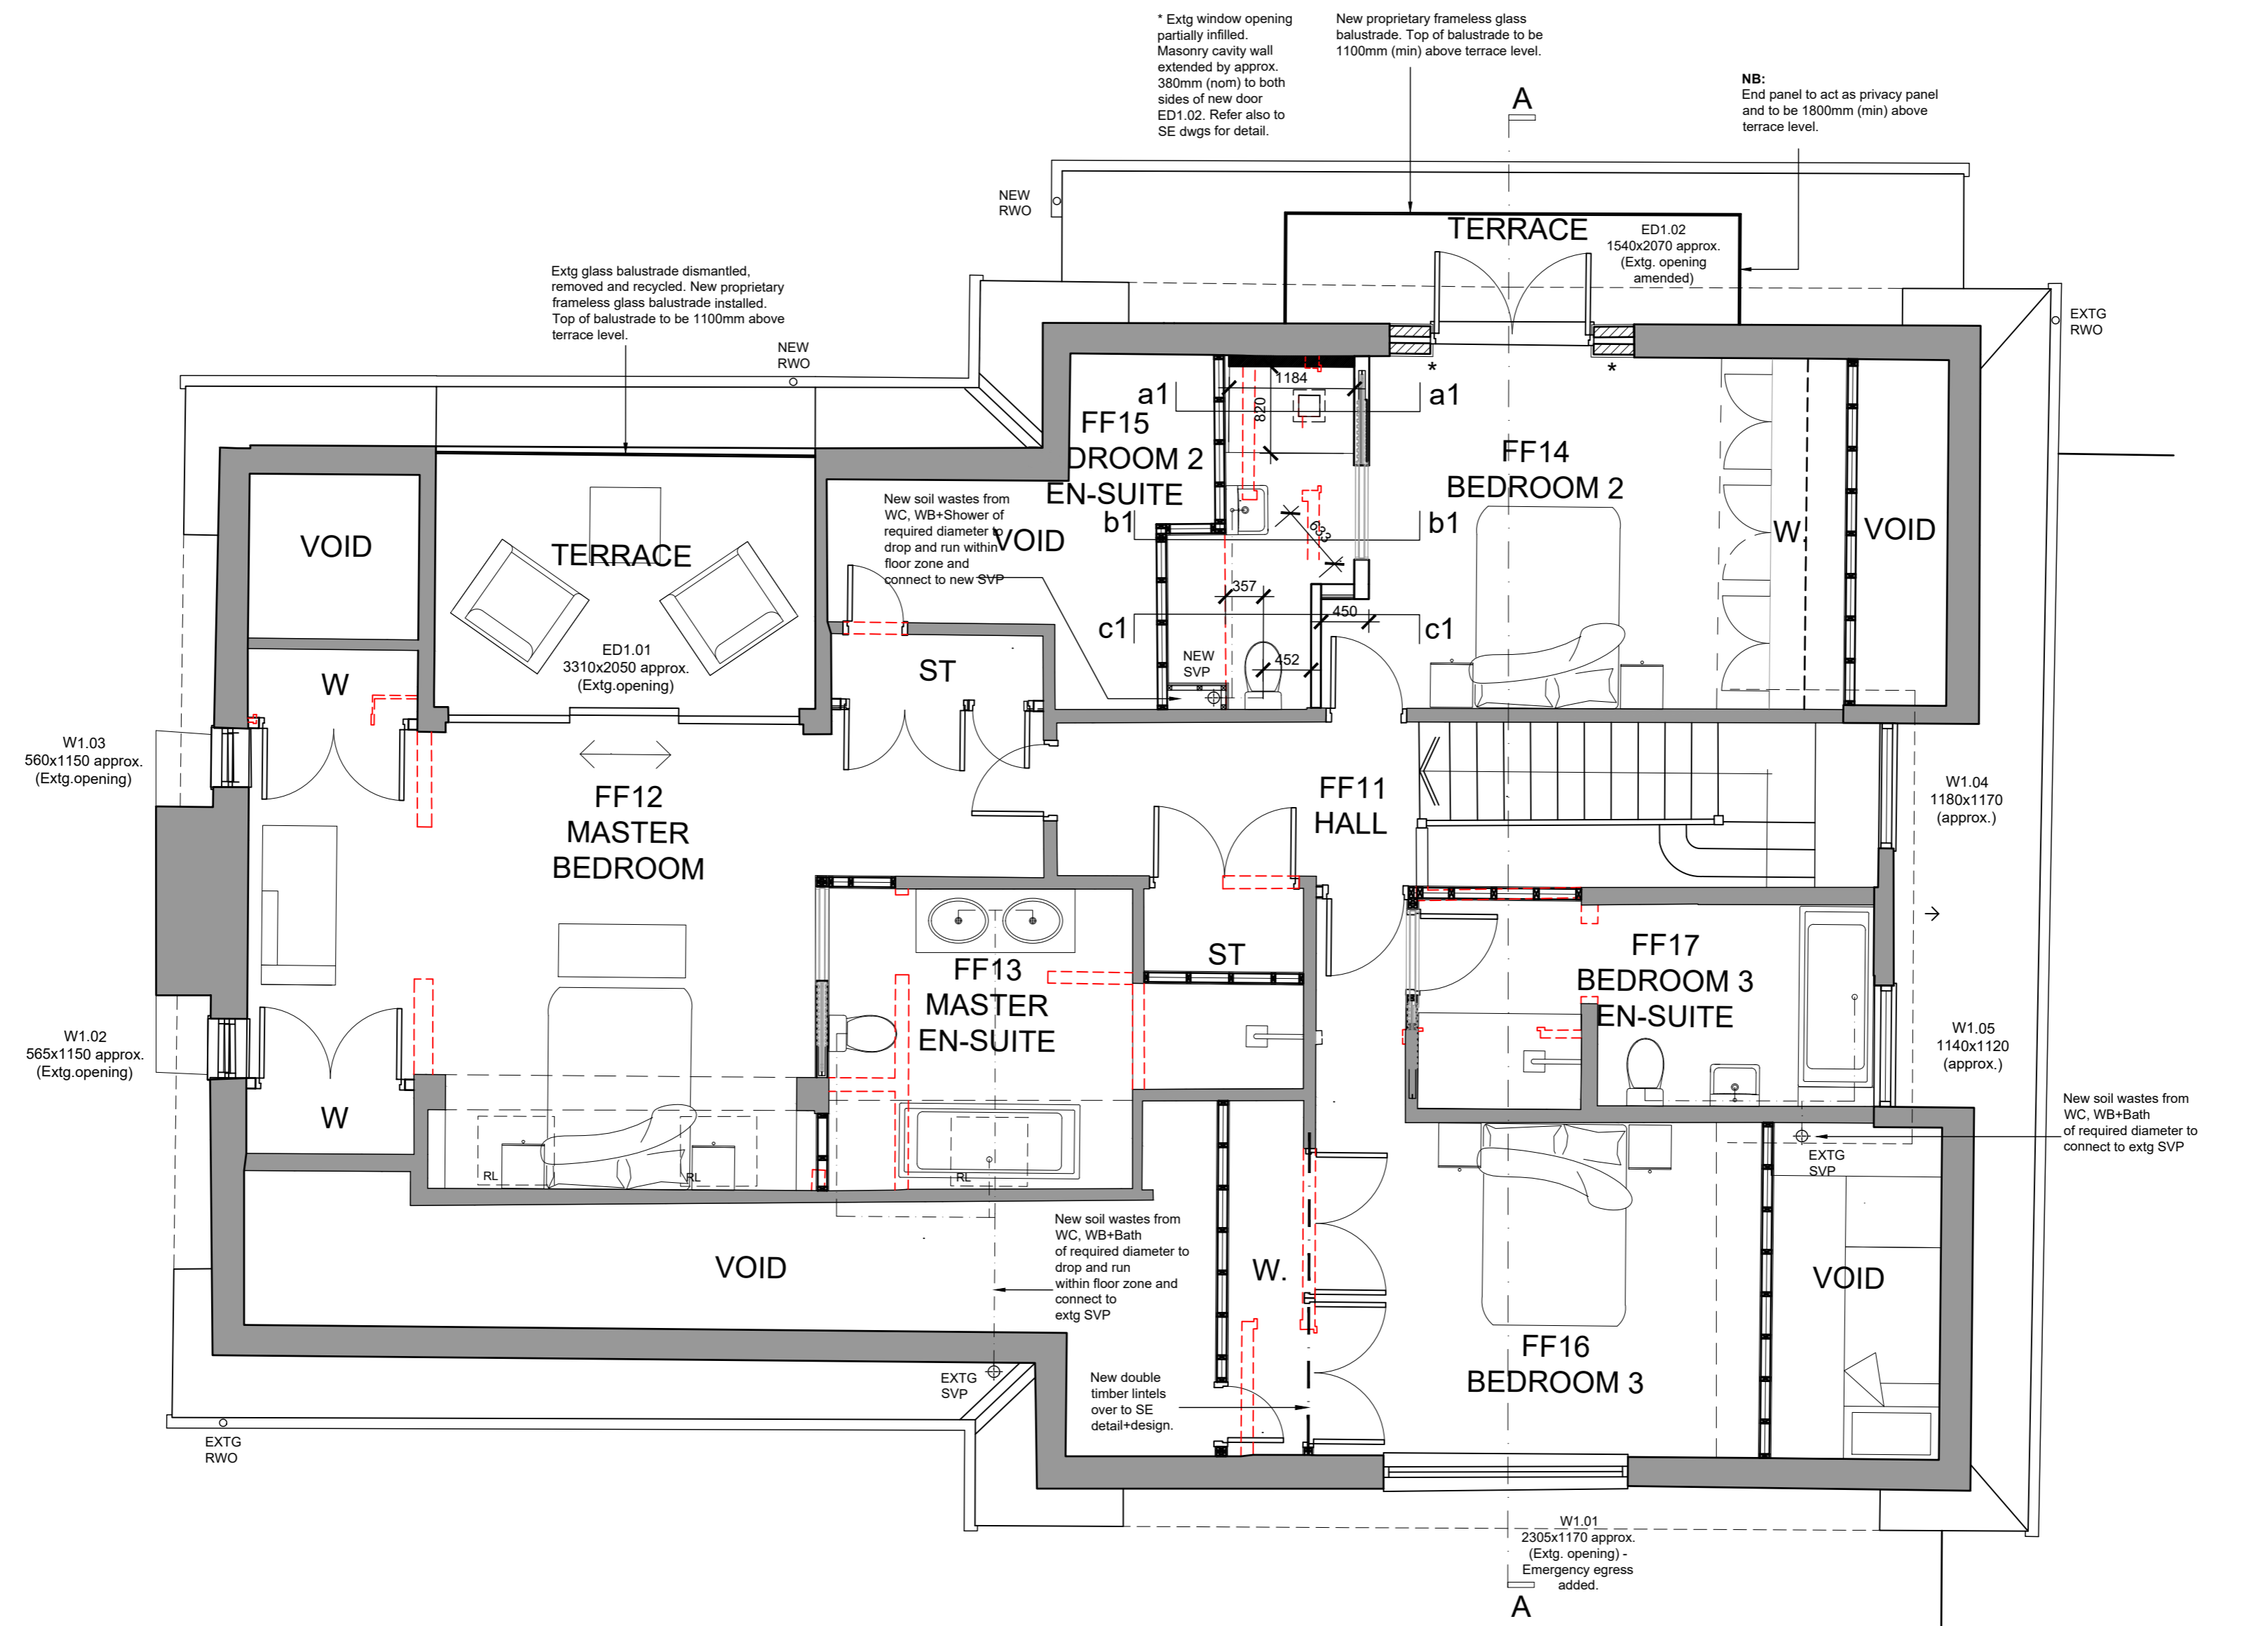 * Extg window opening
partially infilled.
Masonry cavity wall
extended by approx.
380mm (nom) to both
sides of new door
ED1.02. Refer also to
SE dwgs for detail.
New proprietary frameless glass
balustrade. Top of balustrade to be
1100mm (min) above terrace level.
A
NB:
End panel to act as privacy panel
and to be 1800mm (min) above
terrace level.
NEW
RWO
TERRACE
ED1.02
1540x2070 approx.
(Extg. opening
amended)
Extg glass balustrade dismantled,
removed and recycled. New proprietary
frameless glass balustrade installed.
Top of balustrade to be 1100mm above
terrace level.
NEW
RWO
EXTG
RWO
*
*
1184
820
a1
a1
FF15
DROOM 2
EN-SUITE
FF14
BEDROOM 2
New soil wastes from
WC, WB+Shower of
required diameter to
drop and run within
floor zone and
connect to new SVP
VOID
b1
b1
633
W.
VOID
VOID
TERRACE
ED1.01
3310x2050 approx.
(Extg.opening)
357
450
c1
c1
452
NEW
SVP
ST
W
W1.03
560x1150 approx.
(Extg.opening)
FF12
MASTER
BEDROOM
FF11
HALL
W1.04
1180x1170
(approx.)
ST
FF13
MASTER
EN-SUITE
FF17
BEDROOM 3
EN-SUITE
W1.02
565x1150 approx.
(Extg.opening)
W1.05
1140x1120
(approx.)
W
RL
RL
RL
New soil wastes from
WC, WB+Bath
of required diameter to
connect to extg SVP
EXTG
SVP
New soil wastes from
WC, WB+Bath
of required diameter to
drop and run
within floor zone and
connect to
extg SVP
VOID
W.
VOID
FF16
BEDROOM 3
EXTG
SVP
New double
timber lintels
over to SE
detail+design.
EXTG
RWO
W1.01
2305x1170 approx.
(Extg. opening) -
Emergency egress
added.
A